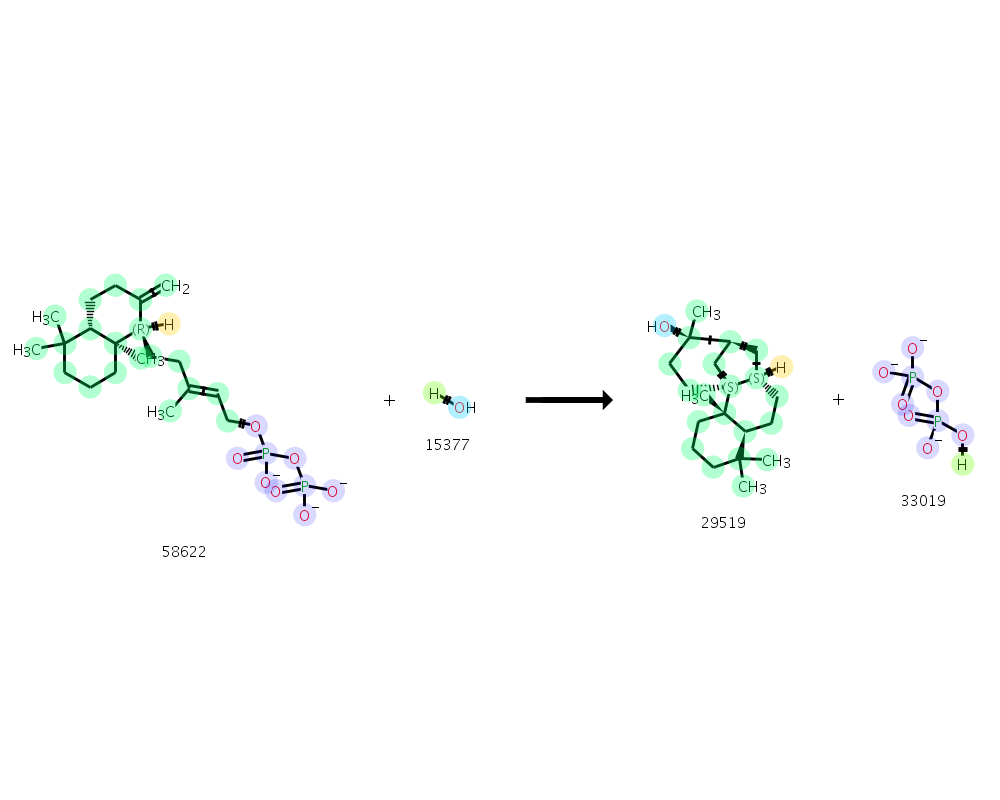 CH2
H3C
H3C
(R)
H
CH3
H3C
O
O
P
O
O−
O
P
O−
O−
+
H
OH
15377
58622
HO
CH3
H3C
(S)
(S)
H
CH3
CH3
29519
+
O−
O−
P
O
O
O
P
O
O−
H
33019